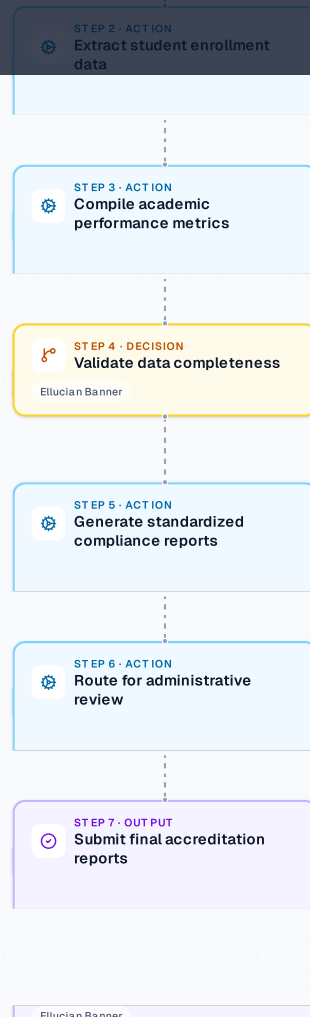 STEP 2 · ACTION
Extract student enrollment
data
STEP 3 · ACTION
Compile academic
performance metrics
STEP 4 · DECISION
Validate data completeness
Ellucian Banner
STEP 5 · ACTION
Generate standardized
compliance reports
STEP 6 · ACTION
Route for administrative
review
STEP 7 · OUTPUT
Submit final accreditation
reports
Ellucian Banner